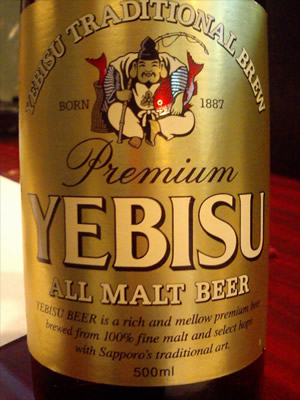 YEBISU TRADITIONAL BREW
BORN 1887
Premium
YEBISU
ALL MALT BEER
YEBISU BEER is a rich and mellow premium beer
brewed from 100% fine malt and select hops
with Sapporo's traditional art.
500ml